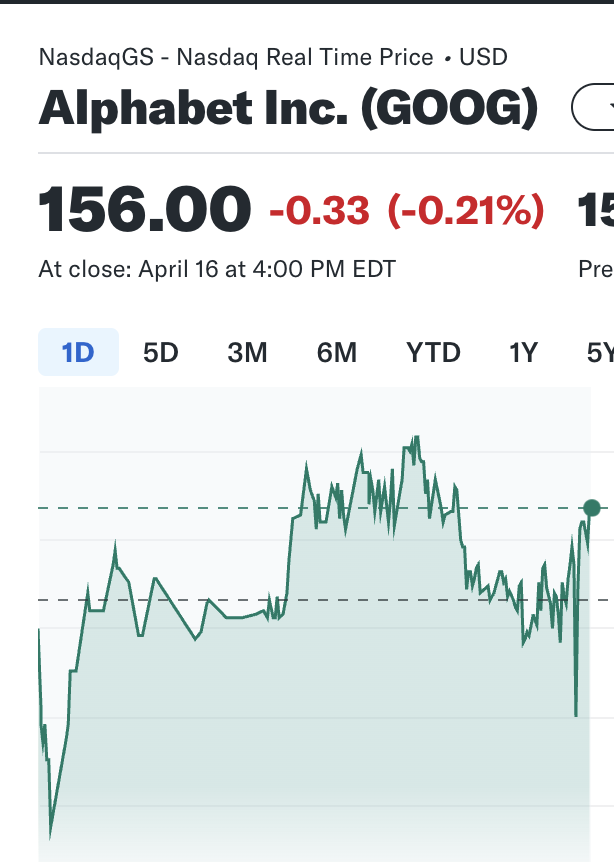 NasdaqGS - Nasdaq Real Time Price • USD
Alphabet Inc. (GOOG)
156.00 -0.33 (-0.21%)
At close: April 16 at 4:00 PM EDT
1D 5D 3M 6M YTD 1Y